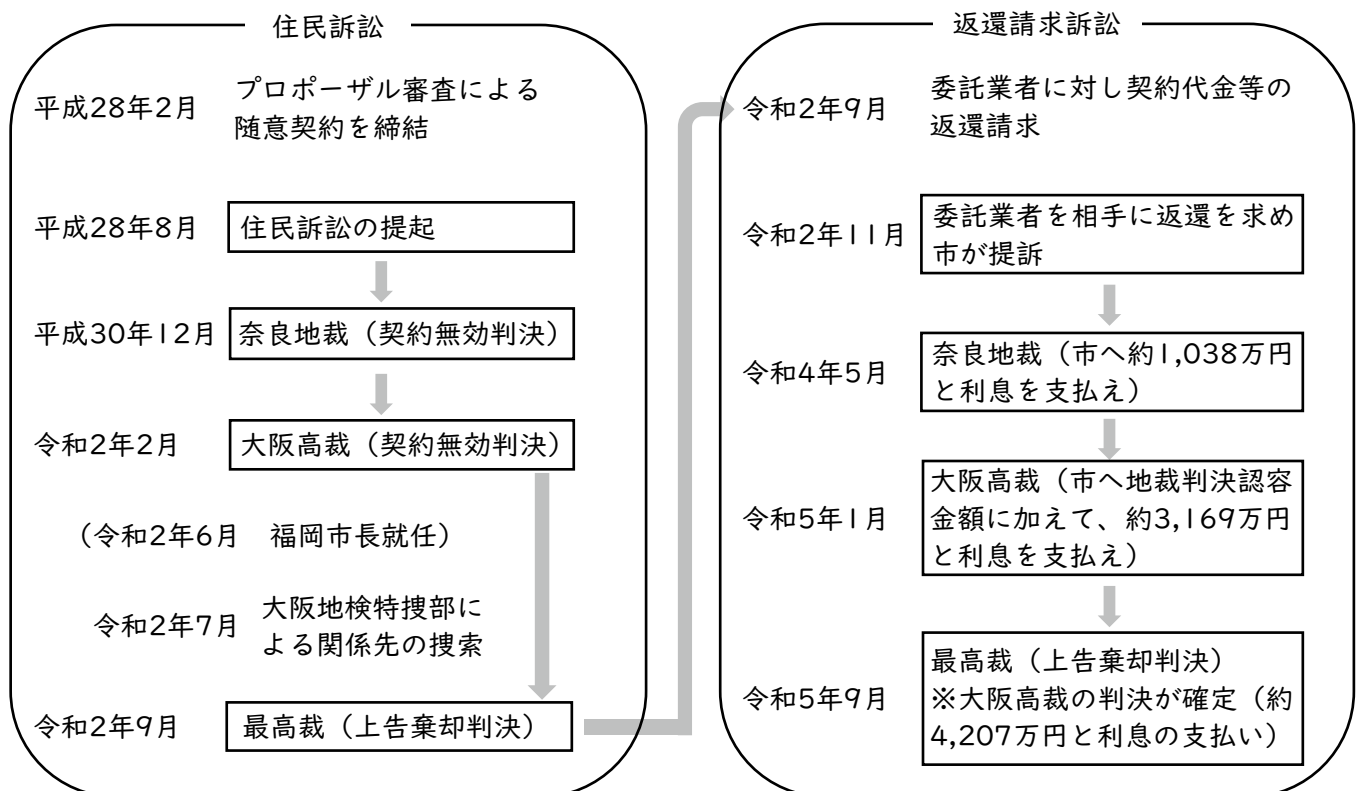 住民訴訟
平成28年2月
プロポーザル審査による
随意契約を締結
平成28年8月
住民訴訟の提起
平成30年12月
奈良地裁（契約無効判決）
令和2年2月
大阪高裁（契約無効判決）
（令和2年6月　福岡市長就任）
令和2年7月
大阪地検特捜部に
よる関係先の捜索
令和2年9月
最高裁（上告棄却判決）
返還請求訴訟
令和2年9月
委託業者に対し契約代金等の
返還請求
令和2年11月
委託業者を相手に返還を求め
市が提訴
令和4年5月
奈良地裁（市へ約1,038万円
と利息を支払え）
令和5年1月
大阪高裁（市へ地裁判決認容
金額に加えて、約3,169万円
と利息を支払え）
令和5年9月
最高裁（上告棄却判決）
※大阪高裁の判決が確定（約
4,207万円と利息の支払い）